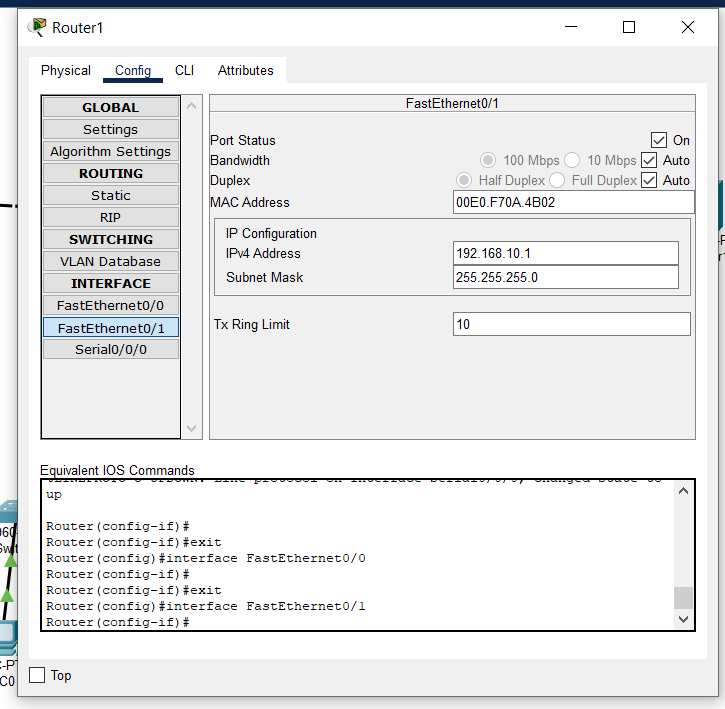 Router1
Physical Config CLI Attributes
GLOBAL
Settings
Algorithm Settings
ROUTING
Static
RIP
SWITCHING
VLAN Database
INTERFACE
FastEthernet0/0
FastEthernet0/1
Serial0/0/0
FastEthernet0/1
Port Status On
Bandwidth 100 Mbps 10 Mbps Auto
Duplex Half Duplex Full Duplex Auto
MAC Address 00E0.F70A.4B02
IP Configuration
IPv4 Address 192.168.10.1
Subnet Mask 255.255.255.0
Tx Ring Limit 10
Equivalent IOS Commands
up
Router(config-if)#
Router(config-if)#exit
Router(config)#interface FastEthernet0/0
Router(config-if)#
Router(config-if)#exit
Router(config)#interface FastEthernet0/1
Router(config-if)#
Top